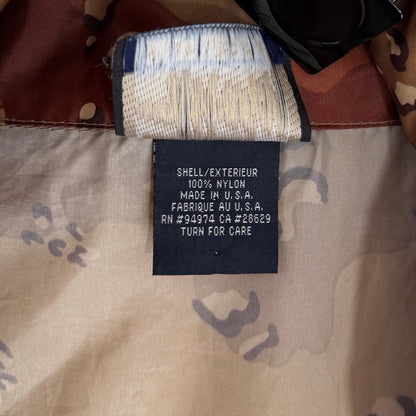 SHELL/EXTERIEUR
100% NYLON
MADE IN U.S.A.
FABRIQUE AU U.S.A.
RN #94974 CA #28629
TURN FOR CARE